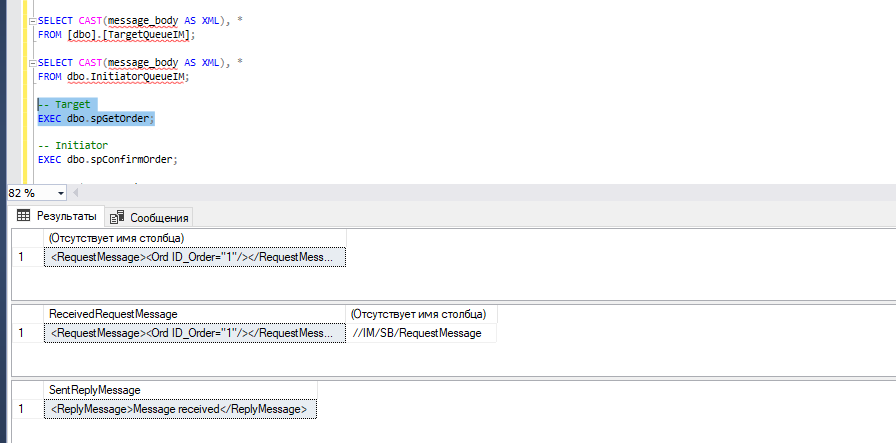 SELECT CAST(message_body AS XML), *
FROM [dbo].[TargetQueueIM];
SELECT CAST(message_body AS XML), *
FROM dbo.InitiatorQueueIM;
-- Target
EXEC dbo.spGetOrder;
-- Initiator
EXEC dbo.spConfirmOrder;
82 %
Результаты Сообщения
(Отсутствует имя столбца)
1 <RequestMessage><Ord ID_Order="1"/></RequestMess...
ReceivedRequestMessage (Отсутствует имя столбца)
1 <RequestMessage><Ord ID_Order="1"/></RequestMess... //IM/SB/RequestMessage
SentReplyMessage
1 <ReplyMessage>Message received</ReplyMessage>